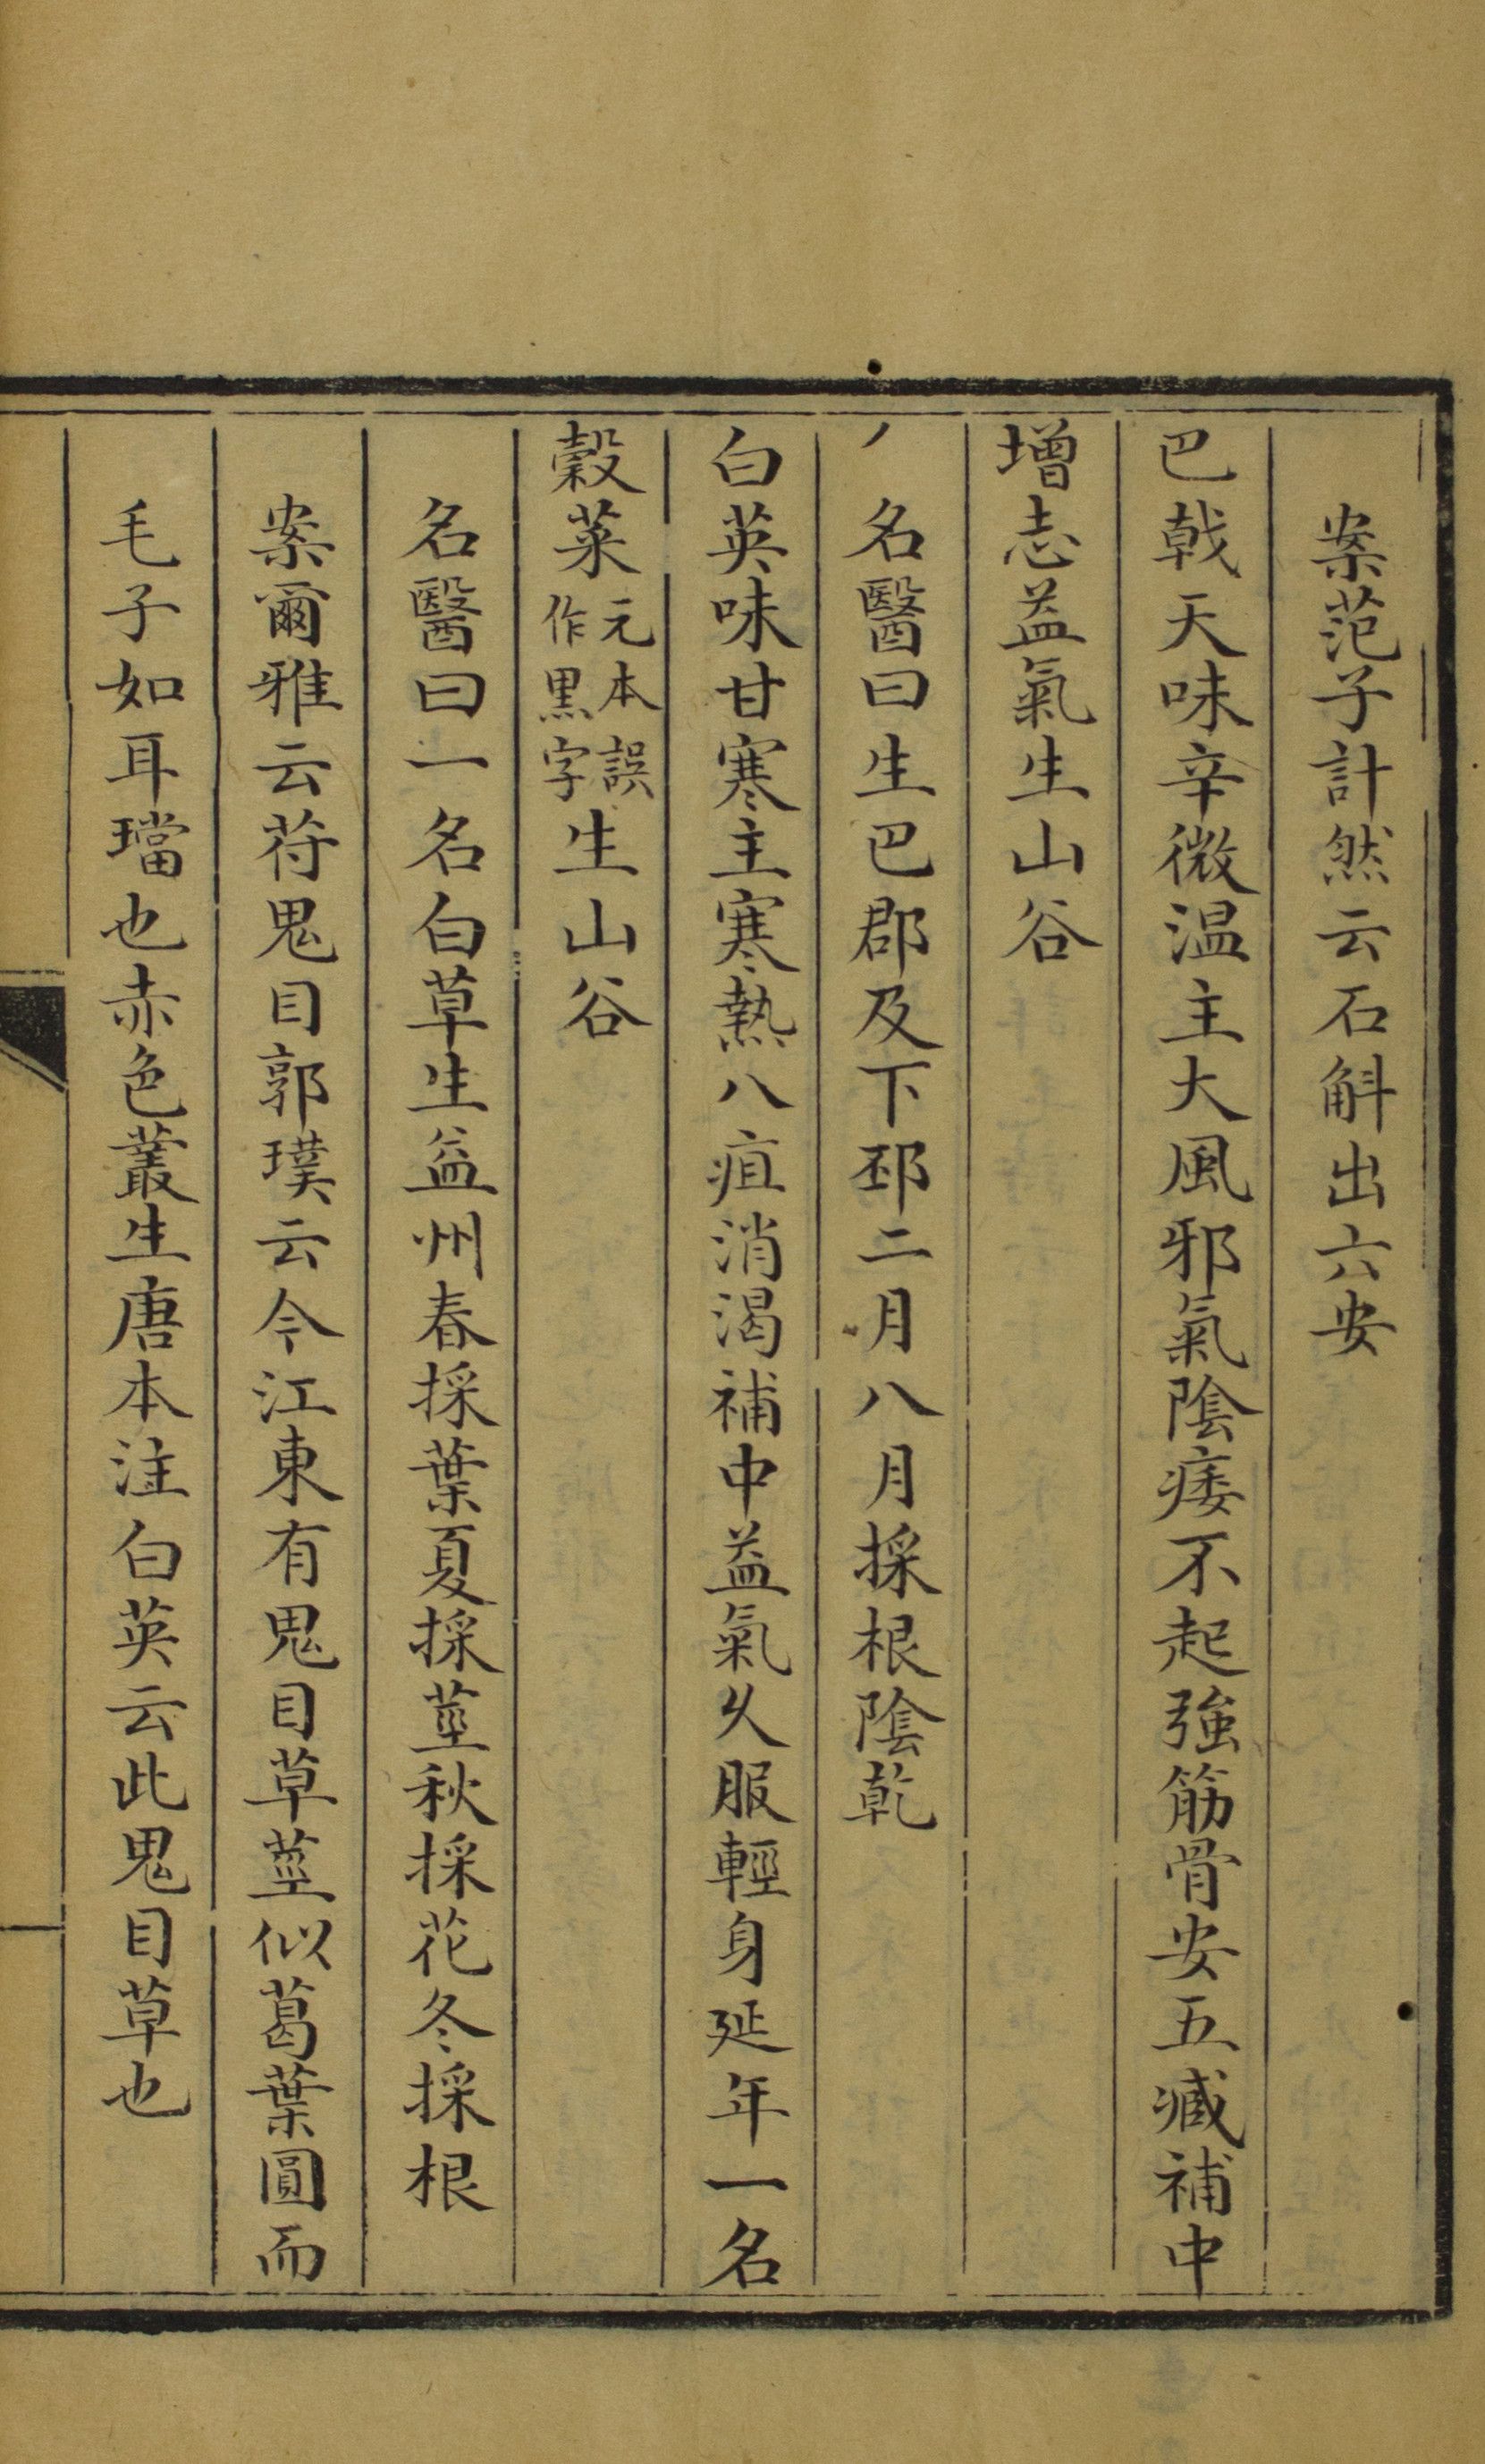 案范子計然云石斛出六安
巴戟天味辛微温主大風邪氣陰痿不起強筋骨安五臧補中
增志益氣生山谷
名醫曰生巴郡及下邳二月八月採根陰乾
白英味甘寒主寒熱八疸消渴補中益氣久服輕身延年一名
穀菜元本誤作黑字生山谷
名醫曰一名白草生益州春採葉夏採莖秋採花冬採根
案爾雅云苻鬼目郭璞云今江東有鬼目草莖似葛葉圓而
毛子如耳璫也赤色叢生唐本注白英云此鬼目草也